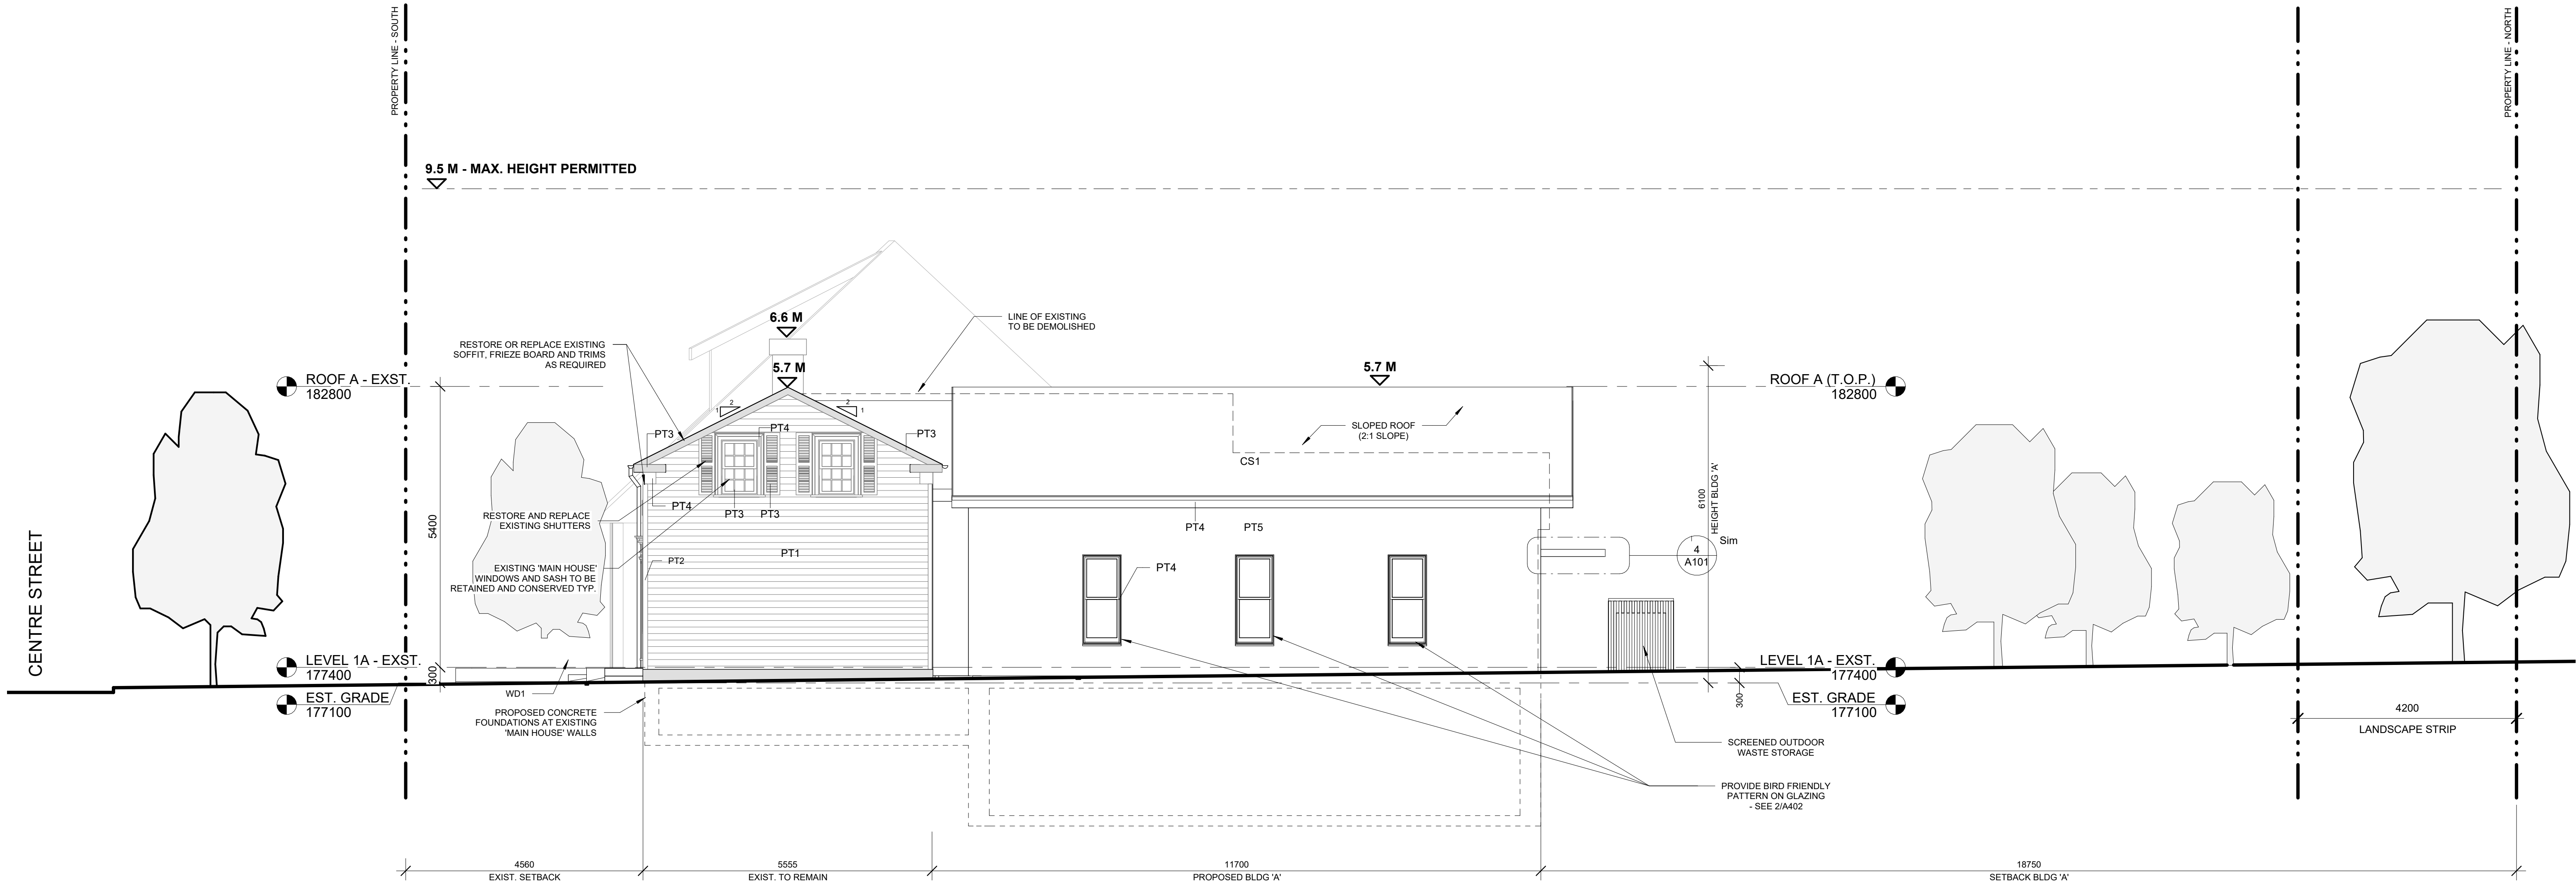 PROPERTY LINE - SOUTH
PROPERTY LINE - NORTH
9.5 M - MAX. HEIGHT PERMITTED
6.6 M
LINE OF EXISTING
TO BE DEMOLISHED
RESTORE OR REPLACE EXISTING
SOFFIT, FRIEZE BOARD AND TRIMS
AS REQUIRED
5.7 M
5.7 M
ROOF A - EXST.
182800
ROOF A (T.O.P.)
182800
2
1
2
1
PT3
PT4
PT3
SLOPED ROOF
(2:1 SLOPE)
CS1
PT4
PT3
PT3
RESTORE AND REPLACE
EXISTING SHUTTERS
5400
6100
HEIGHT BLDG 'A'
PT4
PT5
PT1
PT2
PT4
EXISTING 'MAIN HOUSE'
WINDOWS AND SASH TO BE
RETAINED AND CONSERVED TYP.
1
4
A101
Sim
CENTRE STREET
LEVEL 1A - EXST.
177400
300
LEVEL 1A - EXST.
177400
EST. GRADE
177100
300
EST. GRADE
177100
WD1
PROPOSED CONCRETE
FOUNDATIONS AT EXISTING
'MAIN HOUSE' WALLS
4200
LANDSCAPE STRIP
SCREENED OUTDOOR
WASTE STORAGE
PROVIDE BIRD FRIENDLY
PATTERN ON GLAZING
- SEE 2/A402
4560
EXIST. SETBACK
5555
EXIST. TO REMAIN
11700
PROPOSED BLDG 'A'
18750
SETBACK BLDG 'A'